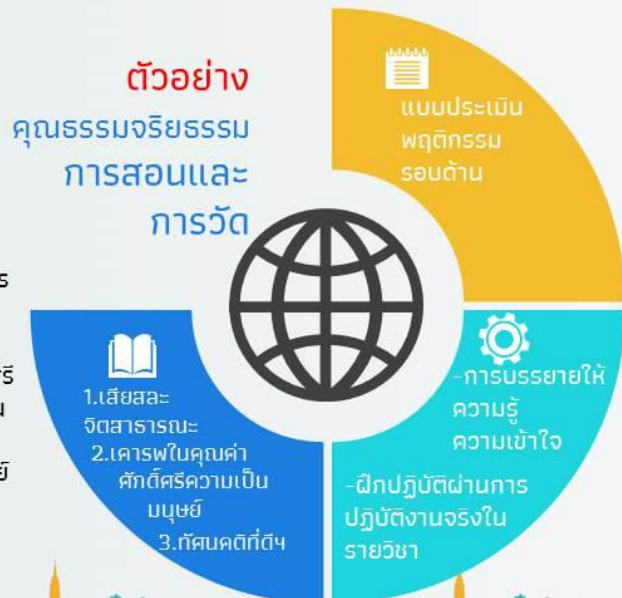 ตัวอย่าง
คุณธรรมจริยธรรม
การสอนและ
การวัด
แบบประเมิน
พฤติกรรม
รอบด้าน
1.เสียสละ
จิตสาธารณะ
2.เคารพในคุณค่า
ศักดิ์ศรีความเป็น
มนุษย์
3.ทัศนคติที่ดีฯ
-การบรรยายให้
ความรู้
ความเข้าใจ
-ฝึกปฏิบัติผ่านการ
ปฏิบัติงานจริงใน
รายวิชา